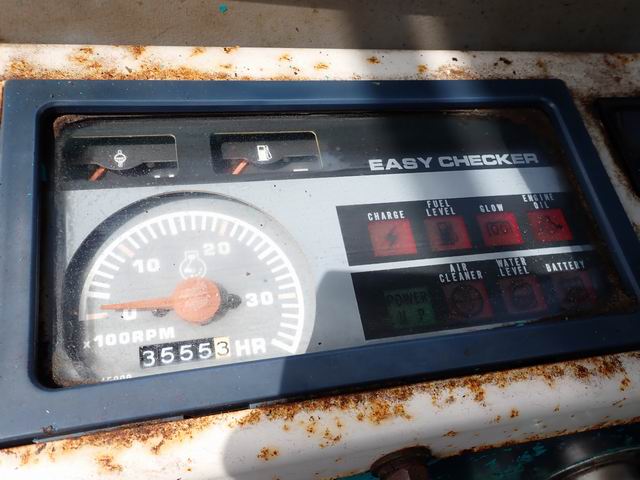 EASY CHECKER
CHARGE
FUEL LEVEL
GLOW
ENGINE OIL
AIR CLEANER
WATER LEVEL
BATTERY
POWER UP
0 10 20 30
x100RPM
35553 HR